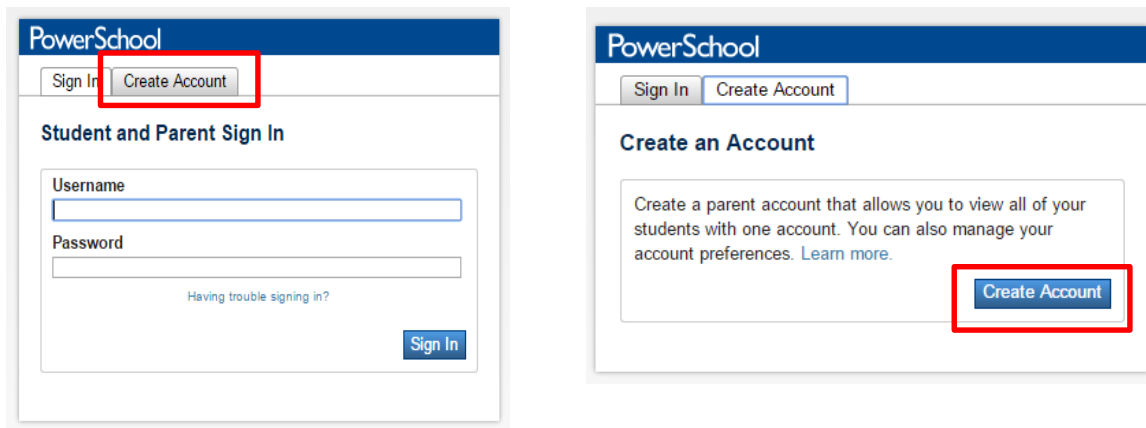 PowerSchool
Sign In Create Account
Student and Parent Sign In
Username
Password
Having trouble signing in?
Sign In
PowerSchool
Sign In Create Account
Create an Account
Create a parent account that allows you to view all of your
students with one account. You can also manage your
account preferences. Learn more.
Create Account